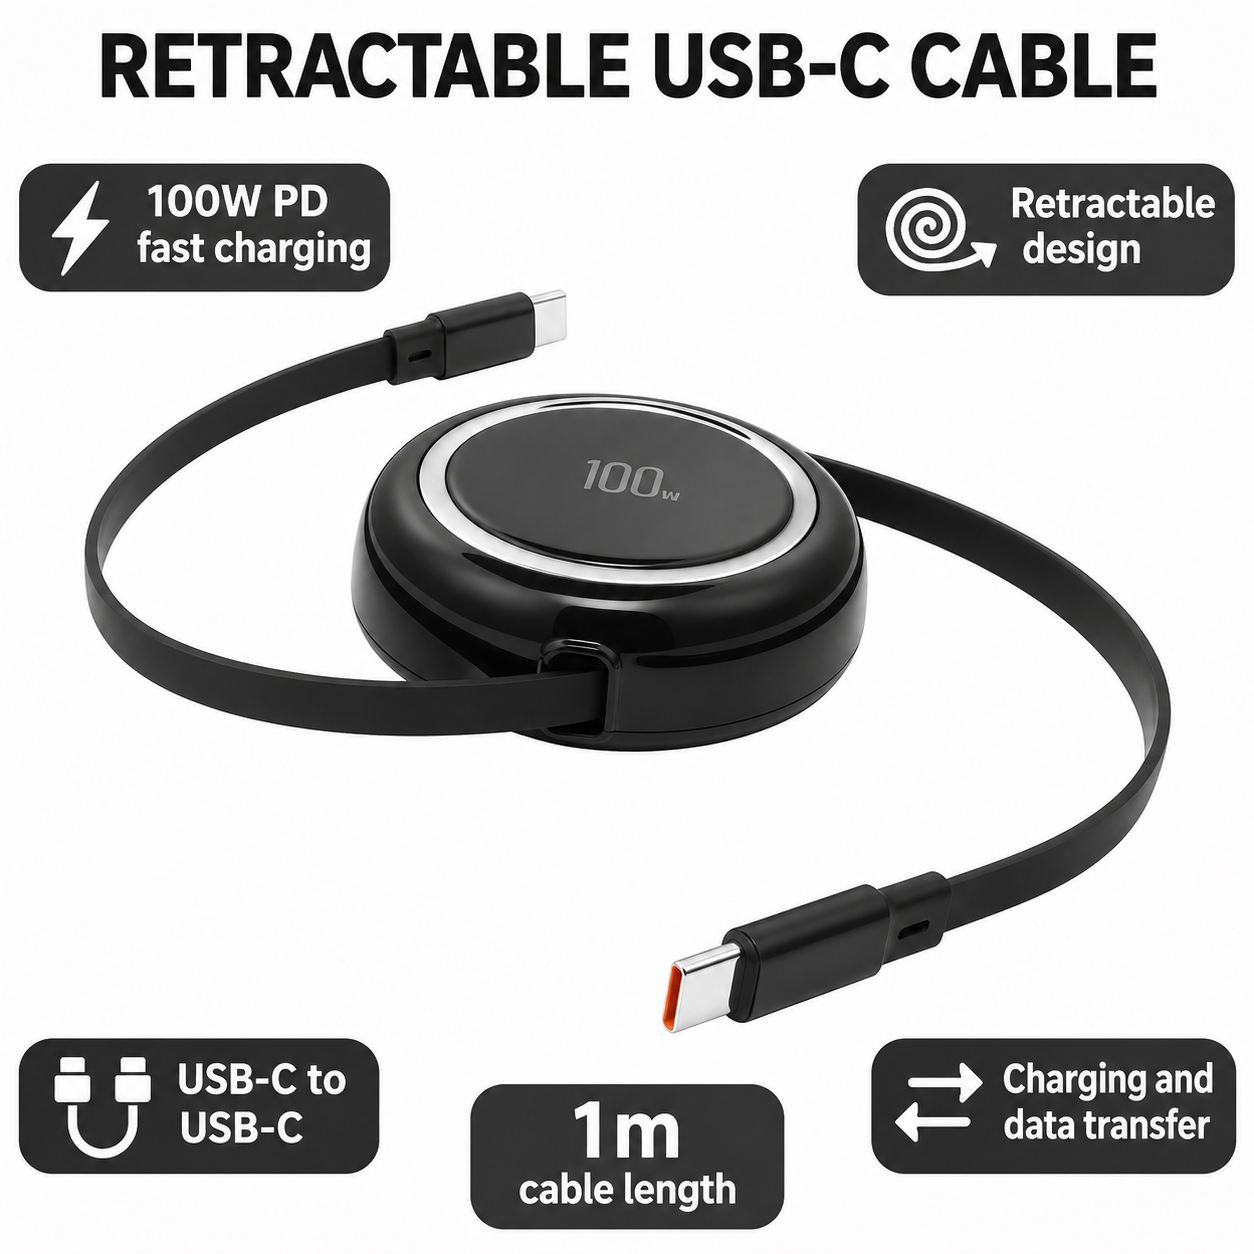 RETRACTABLE USB-C CABLE
100W PD
fast charging
Retractable
design
100W
USB-C to
USB-C
1m
cable length
Charging and
data transfer